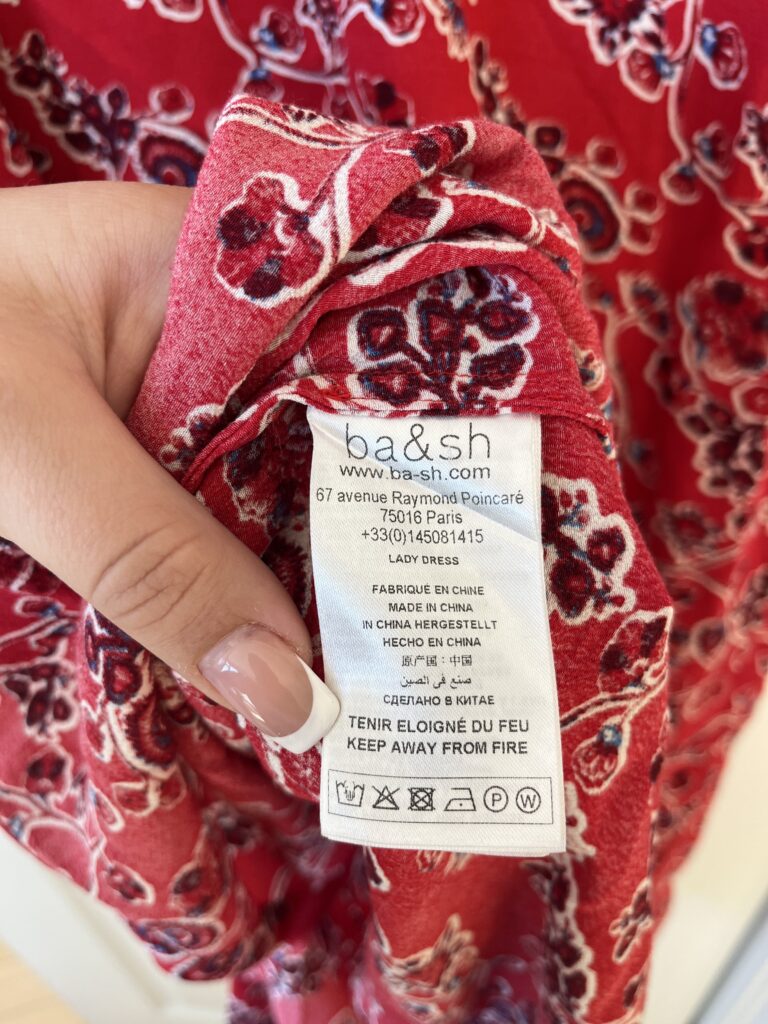 ba&sh
www.ba-sh.com
67 avenue Raymond Poincaré
75016 Paris
+33(0)145081415
LADY DRESS
FABRIQUÉ EN CHINE
MADE IN CHINA
IN CHINA HERGESTELLT
HECHO EN CHINA
原产国：中国
صنع في الصين
СДЕЛАНО В КИТАЕ
TENIR ELOIGNÉ DU FEU
KEEP AWAY FROM FIRE
P W